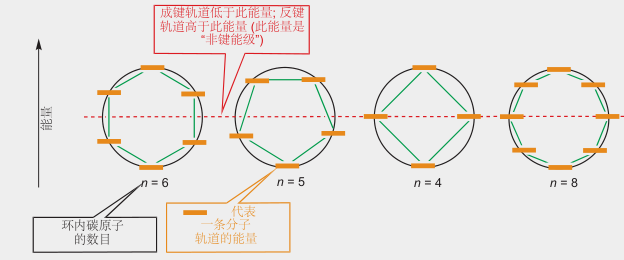 成键轨道低于此能量; 反键
轨道高于此能量 (此能量是
“非键能级”)
能量
n = 6
n = 5
n = 4
n = 8
环内碳原子
的数目
代表
一条分子
轨道的能量